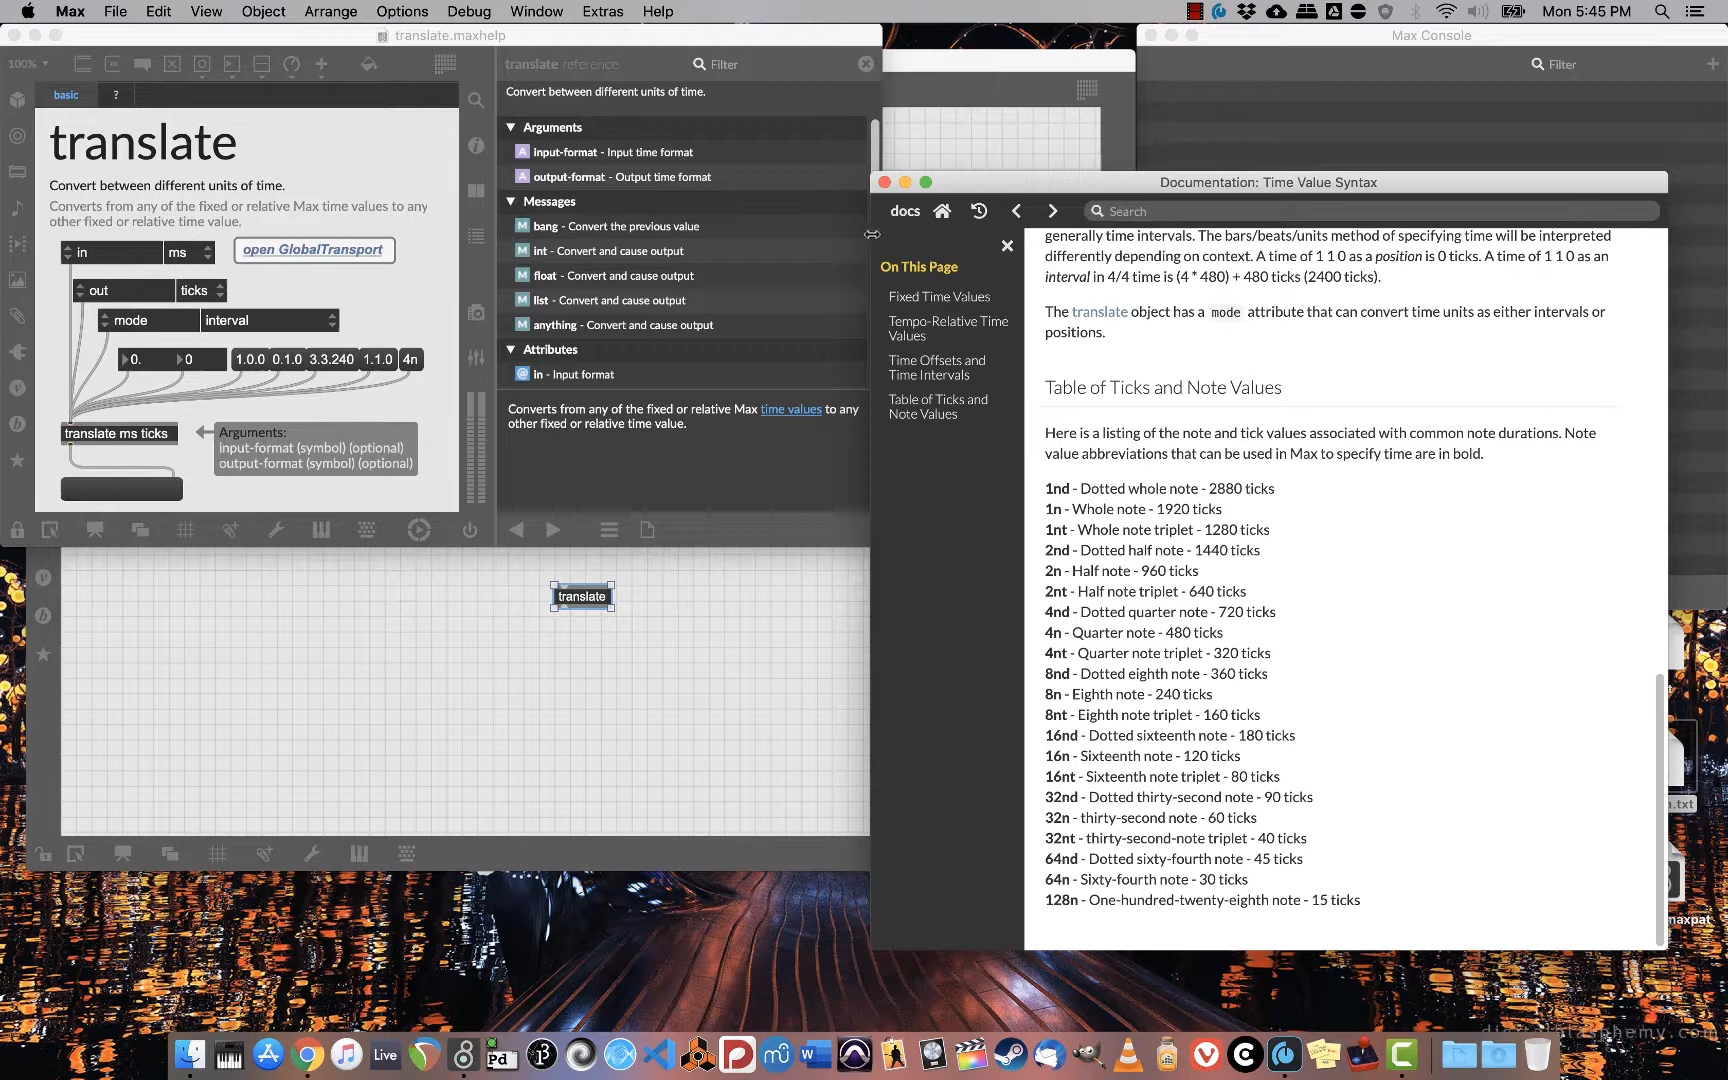 Max File Edit View Object Arrange Options Debug Window Extras Help
Mon 5:45 PM
translate.maxhelp
Max Console
100%
translate reference
Filter
Filter
basic
?
Convert between different units of time.
translate
Convert between different units of time.
Converts from any of the fixed or relative Max time values to any
other fixed or relative time value.
in
ms
open GlobalTransport
out
ticks
mode
interval
0.
0
1.0.0
0.1.0
3.3.240
1.1.0
4n
translate ms ticks
Arguments:
input-format (symbol) (optional)
output-format (symbol) (optional)
Arguments
input-format - Input time format
output-format - Output time format
Messages
bang - Convert the previous value
int - Convert and cause output
float - Convert and cause output
list - Convert and cause output
anything - Convert and cause output
Attributes
in - Input format
Converts from any of the fixed or relative Max time values to any
other fixed or relative time value.
translate
Documentation: Time Value Syntax
docs
Search
On This Page
Fixed Time Values
Tempo-Relative Time
Values
Time Offsets and
Time Intervals
Table of Ticks and
Note Values
generally time intervals. The bars/beats/units method of specifying time will be interpreted
differently depending on context. A time of 1 1 0 as a position is 0 ticks. A time of 1 1 0 as an
interval in 4/4 time is (4 * 480) + 480 ticks (2400 ticks).
The translate object has a mode attribute that can convert time units as either intervals or
positions.
Table of Ticks and Note Values
Here is a listing of the note and tick values associated with common note durations. Note
value abbreviations that can be used in Max to specify time are in bold.
1nd - Dotted whole note - 2880 ticks
1n - Whole note - 1920 ticks
1nt - Whole note triplet - 1280 ticks
2nd - Dotted half note - 1440 ticks
2n - Half note - 960 ticks
2nt - Half note triplet - 640 ticks
4nd - Dotted quarter note - 720 ticks
4n - Quarter note - 480 ticks
4nt - Quarter note triplet - 320 ticks
8nd - Dotted eighth note - 360 ticks
8n - Eighth note - 240 ticks
8nt - Eighth note triplet - 160 ticks
16nd - Dotted sixteenth note - 180 ticks
16n - Sixteenth note - 120 ticks
16nt - Sixteenth note triplet - 80 ticks
32nd - Dotted thirty-second note - 90 ticks
32n - thirty-second note - 60 ticks
32nt - thirty-second-note triplet - 40 ticks
64nd - Dotted sixty-fourth note - 45 ticks
64n - Sixty-fourth note - 30 ticks
128n - One-hundred-twenty-eighth note - 15 ticks
n.txt
maxpat
Live
Pd